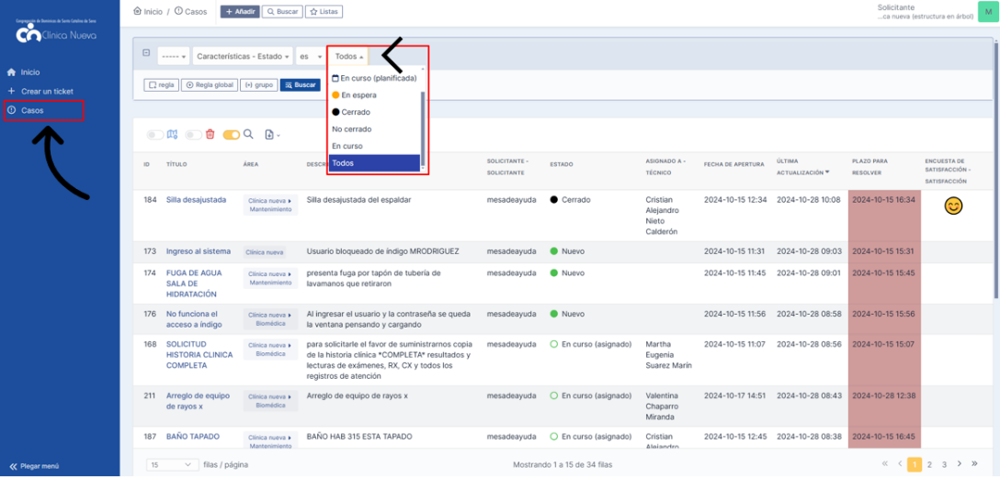 Congregación de Dominicas de Santa Catalina de Sena
Clínica Nueva
Inicio
Crear un ticket
Casos
Plegar menú
Inicio / Casos + Añadir Buscar Listas
Solicitante
...ca nueva (estructura en árbol)
M
----- Características - Estado es Todos
regla Regla global (+) grupo Buscar
En curso (planificada)
En espera
Cerrado
No cerrado
En curso
Todos
ID TÍTULO ÁREA DESCR SOLICITANTE - SOLICITANTE ESTADO ASIGNADO A - TÉCNICO FECHA DE APERTURA ÚLTIMA ACTUALIZACIÓN PLAZO PARA RESOLVER ENCUESTA DE SATISFACCIÓN - SATISFACCIÓN
184 Silla desajustada Clínica nueva Mantenimiento Silla desajustada del espaldar mesadeayuda Cerrado Cristian Alejandro Nieto Calderón 2024-10-15 12:34 2024-10-28 10:08 2024-10-15 16:34
173 Ingreso al sistema Clínica nueva Usuario bloqueado de índigo MRODRIGUEZ mesadeayuda Nuevo 2024-10-15 11:31 2024-10-28 09:03 2024-10-15 15:31
174 FUGA DE AGUA SALA DE HIDRATACIÓN Clínica nueva Mantenimiento presenta fuga por tapón de tubería de lavamanos que retiraron mesadeayuda Nuevo 2024-10-15 11:45 2024-10-28 09:01 2024-10-15 15:45
176 No funciona el acceso a índigo Clínica nueva Biomédica Al ingresar el usuario y la contraseña se queda la ventana pensando y cargando mesadeayuda Nuevo 2024-10-15 11:56 2024-10-28 08:58 2024-10-15 15:56
168 SOLICITUD HISTORIA CLINICA COMPLETA Clínica nueva Biomédica para solicitarle el favor de suministrarnos copia de la historia clínica *COMPLETA* resultados y lecturas de exámenes, RX, CX y todos los registros de atención mesadeayuda En curso (asignado) Martha Eugenia Suarez Marín 2024-10-15 11:07 2024-10-28 08:56 2024-10-15 15:07
211 Arreglo de equipo de rayos x Clínica nueva Biomédica Arreglo de equipo de rayos x mesadeayuda En curso (asignado) Valentina Chaparro Miranda 2024-10-17 14:51 2024-10-28 08:43 2024-10-28 12:38
187 BAÑO TAPADO Clínica nueva Mantenimiento BAÑO HAB 315 ESTA TAPADO mesadeayuda En curso (asignado) Cristian Alejandro 2024-10-15 12:45 2024-10-28 08:38 2024-10-15 16:45
15 filas / página Mostrando 1 a 15 de 34 filas « < 1 2 3 > »